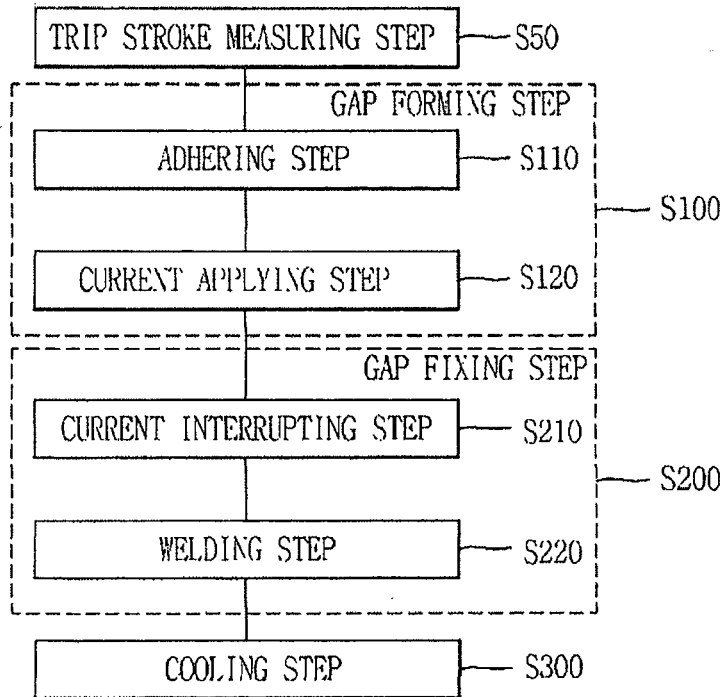 TRIP STROKE MEASURING STEP S50
GAP FORMING STEP
ADHERING STEP S110
S100
CURRENT APPLYING STEP S120
GAP FIXING STEP
CURRENT INTERRUPTING STEP S210
S200
WELDING STEP S220
COOLING STEP S300